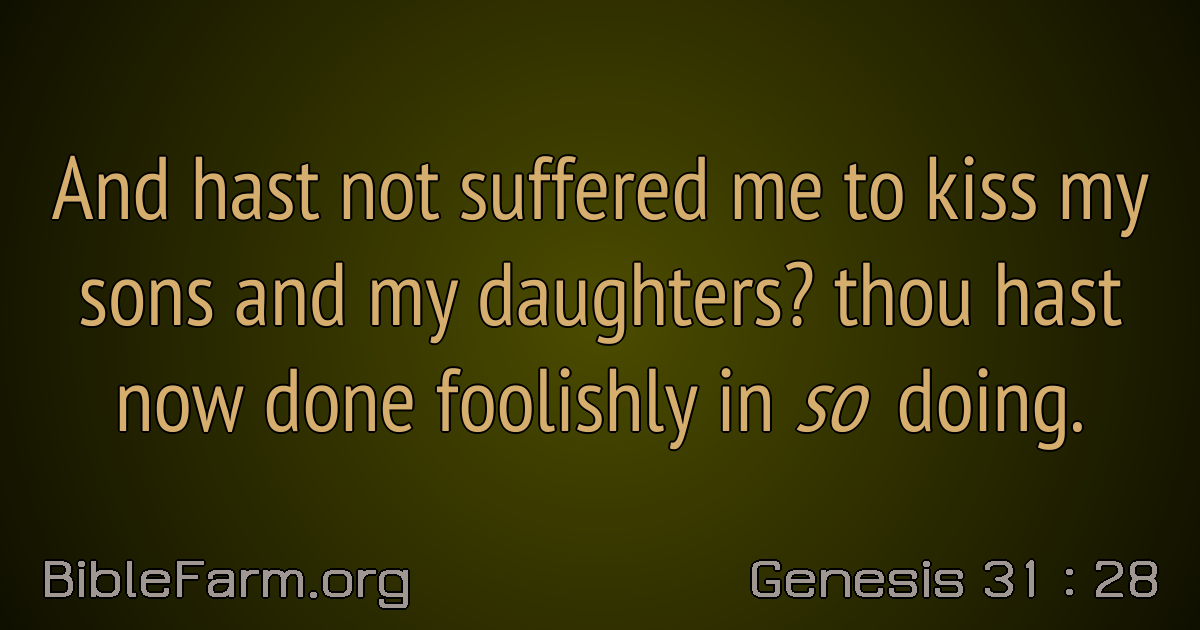 And hast not suffered me to kiss my
sons and my daughters? thou hast
now done foolishly in so doing.
BibleFarm.org
Genesis 31 : 28